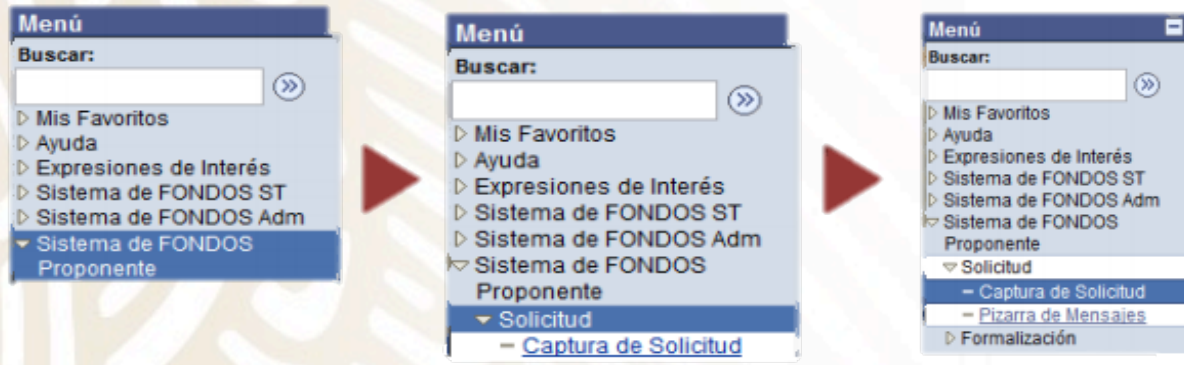 Menú
Buscar:
Mis Favoritos
Ayuda
Expresiones de Interés
Sistema de FONDOS ST
Sistema de FONDOS Adm
Sistema de FONDOS
Proponente
Menú
Buscar:
Mis Favoritos
Ayuda
Expresiones de Interés
Sistema de FONDOS ST
Sistema de FONDOS Adm
Sistema de FONDOS
Proponente
Solicitud
Captura de Solicitud
Menú
Buscar:
Mis Favoritos
Ayuda
Expresiones de Interés
Sistema de FONDOS ST
Sistema de FONDOS Adm
Sistema de FONDOS
Proponente
Solicitud
Captura de Solicitud
Pizarra de Mensajes
Formalización